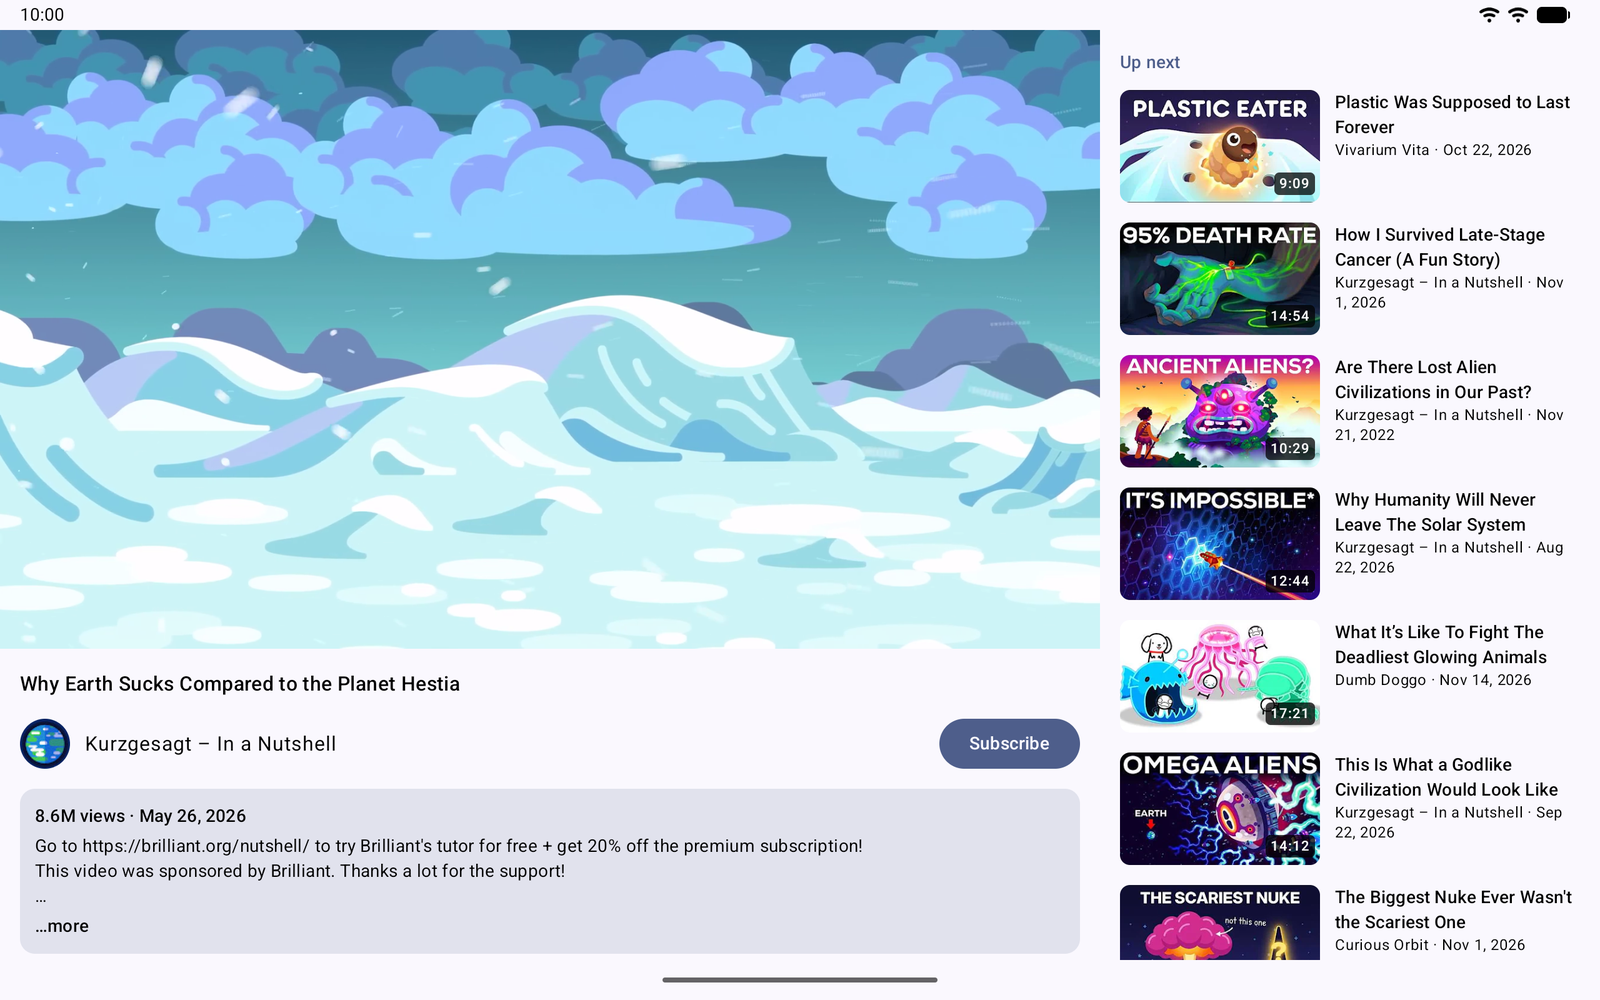 10:00
Why Earth Sucks Compared to the Planet Hestia
Kurzgesagt – In a Nutshell
Subscribe
8.6M views · May 26, 2026
Go to https://brilliant.org/nutshell/ to try Brilliant's tutor for free + get 20% off the premium subscription!
This video was sponsored by Brilliant. Thanks a lot for the support!
…
…more
Up next
PLASTIC EATER
9:09
Plastic Was Supposed to Last
Forever
Vivarium Vita · Oct 22, 2026
95% DEATH RATE
14:54
How I Survived Late-Stage
Cancer (A Fun Story)
Kurzgesagt – In a Nutshell · Nov
1, 2026
ANCIENT ALIENS?
10:29
Are There Lost Alien
Civilizations in Our Past?
Kurzgesagt – In a Nutshell · Nov
21, 2022
IT'S IMPOSSIBLE*
12:44
Why Humanity Will Never
Leave The Solar System
Kurzgesagt – In a Nutshell · Aug
22, 2026
17:21
What It’s Like To Fight The
Deadliest Glowing Animals
Dumb Doggo · Nov 14, 2026
OMEGA ALIENS
EARTH
14:12
This Is What a Godlike
Civilization Would Look Like
Kurzgesagt – In a Nutshell · Sep
22, 2026
THE SCARIEST NUKE
not this one
The Biggest Nuke Ever Wasn't
the Scariest One
Curious Orbit · Nov 1, 2026